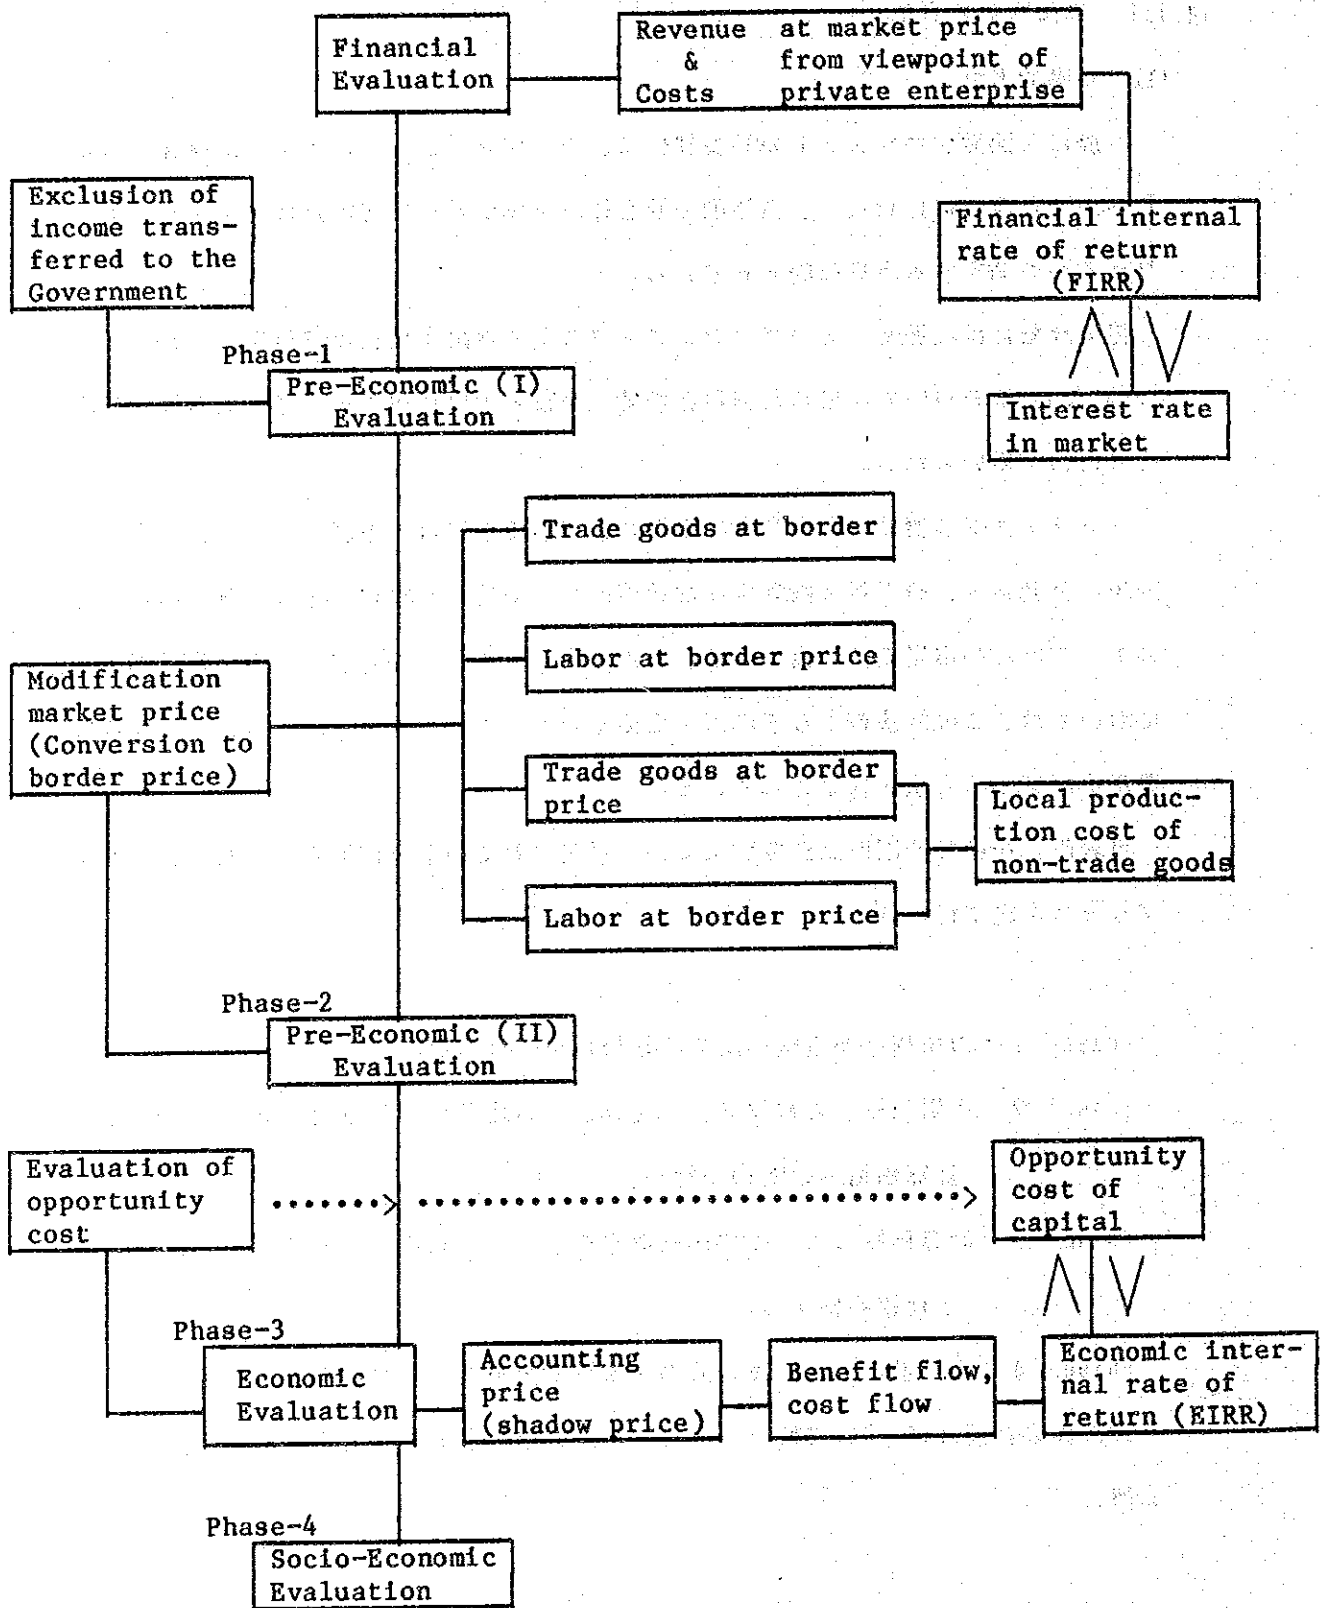 Financial
Evaluation
Revenue at market price
& from viewpoint of
Costs private enterprise
Exclusion of
income trans-
ferred to the
Government
Financial internal
rate of return
(FIRR)
Phase-1
Pre-Economic (I)
Evaluation
Interest rate
in market
Trade goods at border
Labor at border price
Modification
market price
(Conversion to
border price)
Trade goods at border
price
Local produc-
tion cost of
non-trade goods
Labor at border price
Phase-2
Pre-Economic (II)
Evaluation
Evaluation of
opportunity
cost
Opportunity
cost of
capital
Phase-3
Economic
Evaluation
Accounting
price
(shadow price)
Benefit flow,
cost flow
Economic inter-
nal rate of
return (EIRR)
Phase-4
Socio-Economic
Evaluation